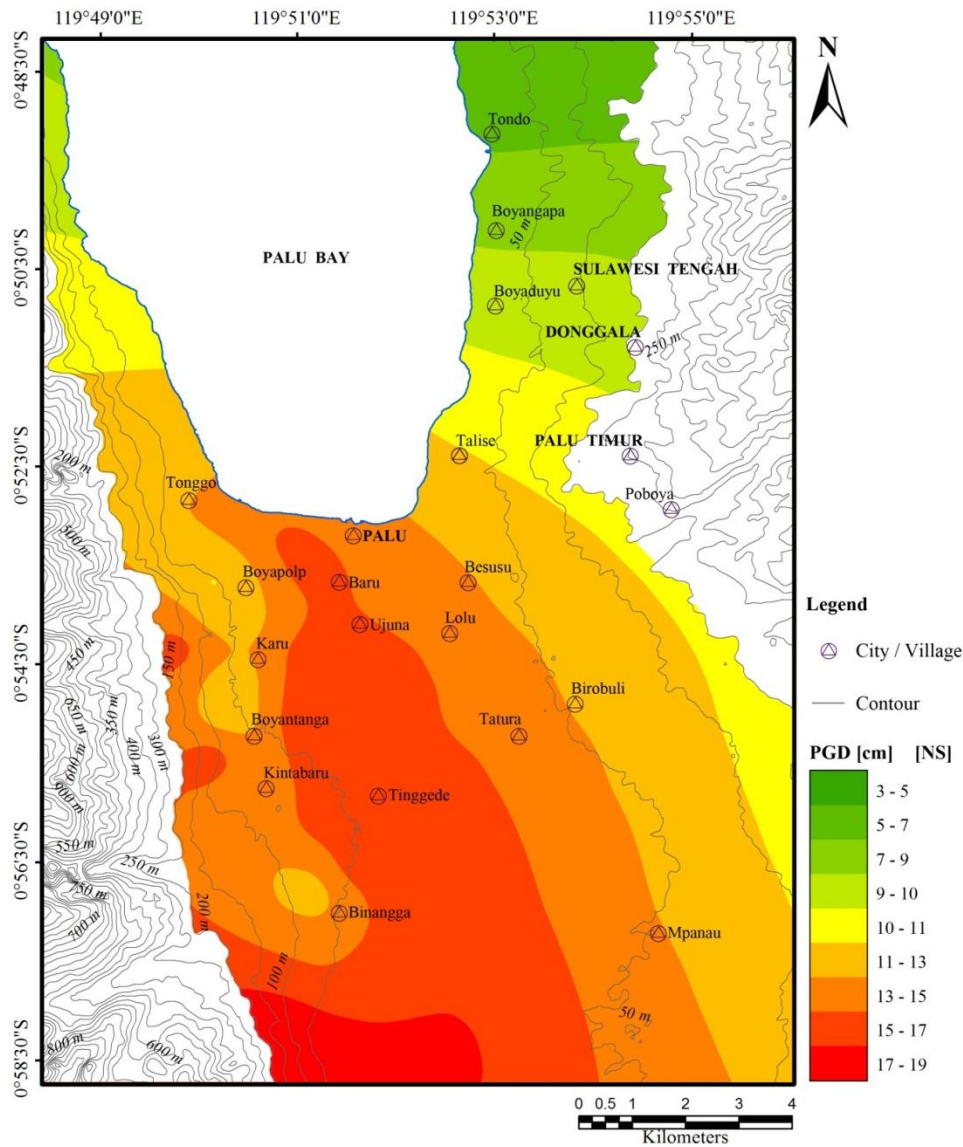 119°49'0"E 119°51'0"E 119°53'0"E 119°55'0"E
N
0°48'30"S
Tondo
Boyangapa
50 m
PALU BAY
SULAWESI TENGAH
0°50'30"S
Boyaduyu
DONGGALA
250 m
Talise
PALU TIMUR
0°52'30"S
200 m
Tonggo
Poboya
500 m
PALU
Boyapolp
Baru
Besusu
Ujuna
Lolu
Legend
City / Village
0°54'30"S
450 m
150 m
Karu
650 m
350 m
Birobuli
Contour
Boyantanga
Tatura
600 m
400 m
300 m
PGD [cm] [NS]
Kintabaru
Tinggede
900 m
3 - 5
5 - 7
550 m
0°56'30"S
250 m
7 - 9
750 m
200 m
9 - 10
700 m
Binangga
Mpanau
10 - 11
100 m
11 - 13
13 - 15
50 m
15 - 17
0°58'30"S
800 m
600 m
17 - 19
0 0.5 1 2 3 4
Kilometers